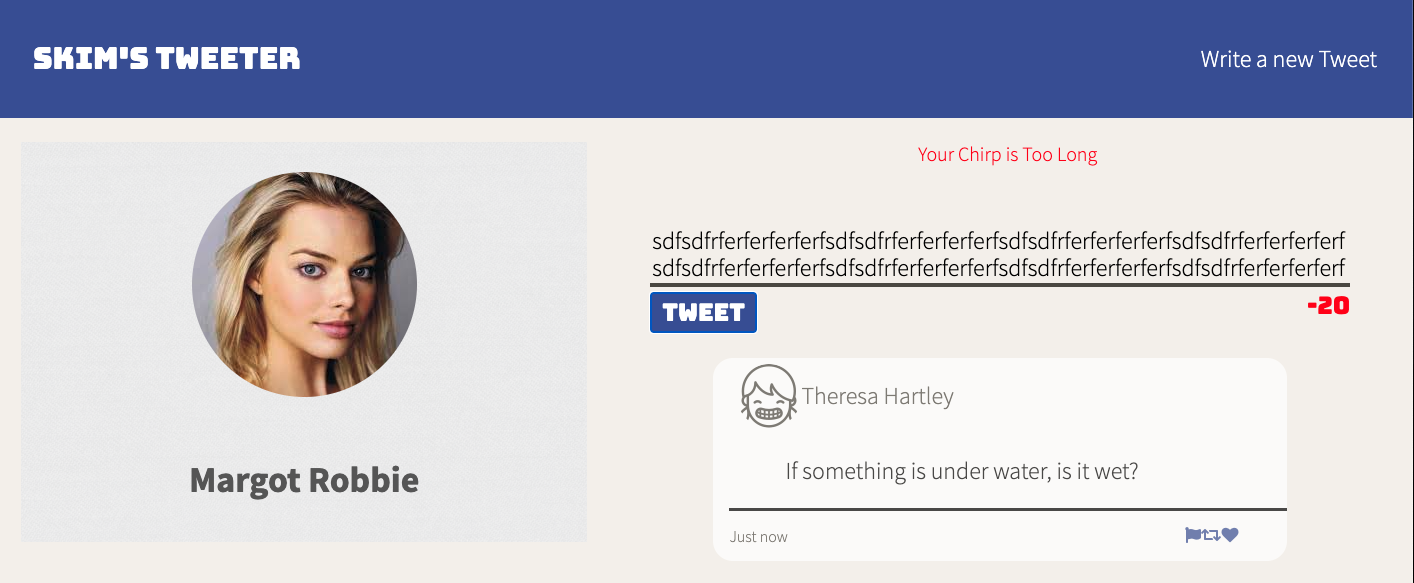 SKIM'S TWEETER
Write a new Tweet
Margot Robbie
Your Chirp is Too Long
sdfsdfrferferferferfsdfsdfrferferferferfsdfsdfrferferferferfsdfsdfrferferferferf
sdfsdfrferferferferfsdfsdfrferferferferfsdfsdfrferferferferfsdfsdfrferferferferf
TWEET
-20
Theresa Hartley
If something is under water, is it wet?
Just now